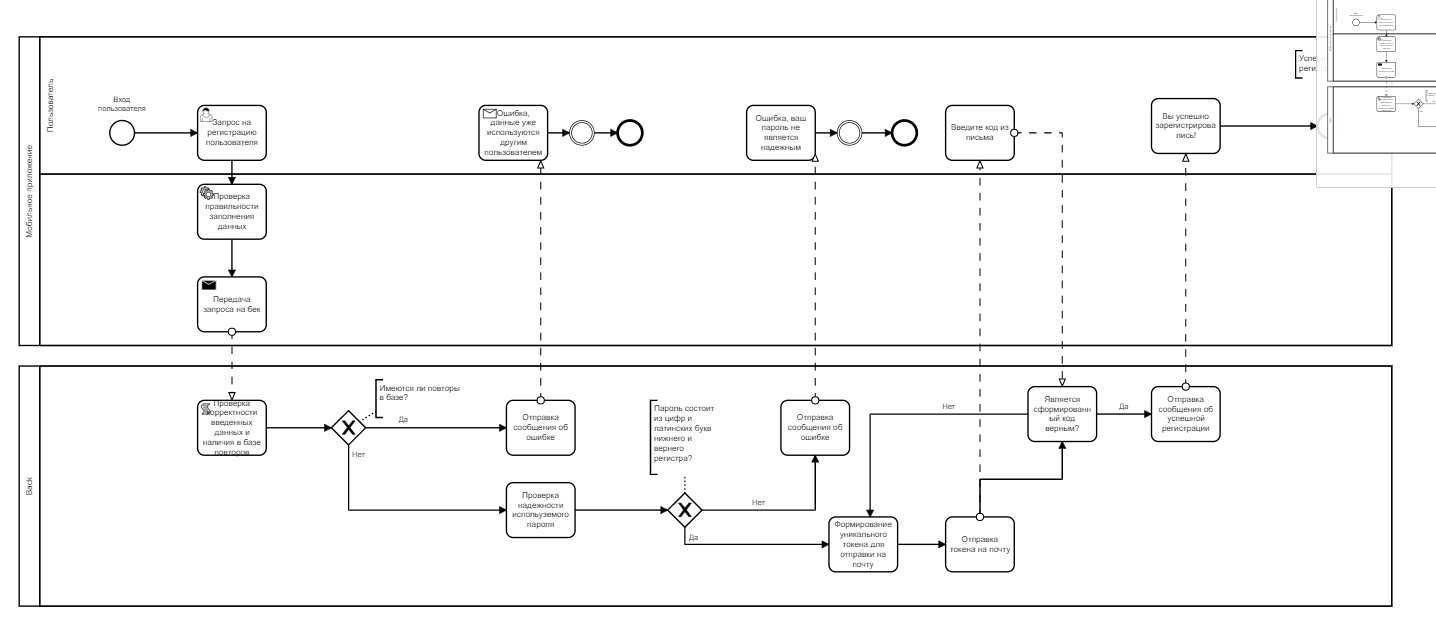 Мобильное приложение
Пользователь
Вход
пользователя
Запрос на
регистрацию
пользователя
Проверка
правильности
заполнения
данных
Передача
запроса на бек
Ошибка,
данные уже
используются
другим
пользователем
Ошибка, ваш
пароль не
является
надежным
Введите код из
письма
Вы успешно
зарегистрирова
лись!
Back
Проверка
корректности
введенных
данных и
наличия в базе
повторов
Имеются ли повторы
в базе?
Да
Нет
Отправка
сообщения об
ошибке
Проверка
надежности
используемого
пароля
Пароль состоит
из цифр и
латинских букв
нижнего и
вернего
регистра?
Нет
Да
Отправка
сообщения об
ошибке
Формирование
уникального
токена для
отправки на
почту
Отправка
токена на почту
Нет
Является
сформированн
ый код
верным?
Да
Отправка
сообщения об
успешной
регистрации